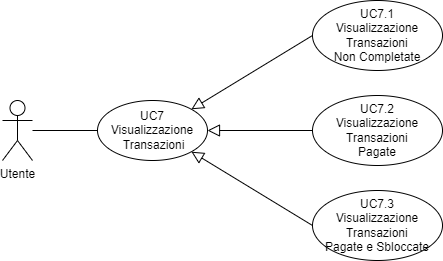 UC7.1
Visualizzazione
Transazioni
Non Completate
UC7
Visualizzazione
Transazioni
UC7.2
Visualizzazione
Transazioni
Pagate
Utente
UC7.3
Visualizzazione
Transazioni
Pagate e Sbloccate